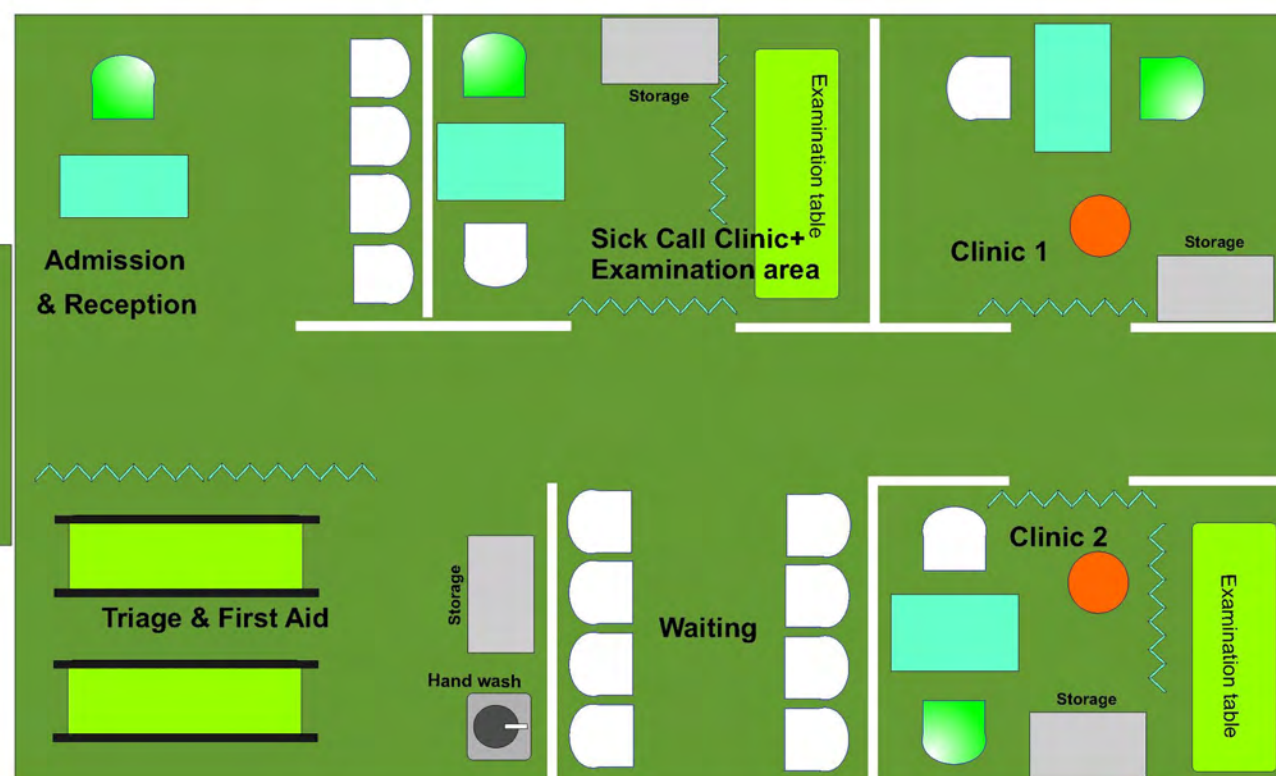 Admission
& Reception
Storage
Examination table
Sick Call Clinic+
Examination area
Clinic 1
Storage
Triage & First Aid
Storage
Hand wash
Waiting
Clinic 2
Storage
Examination table